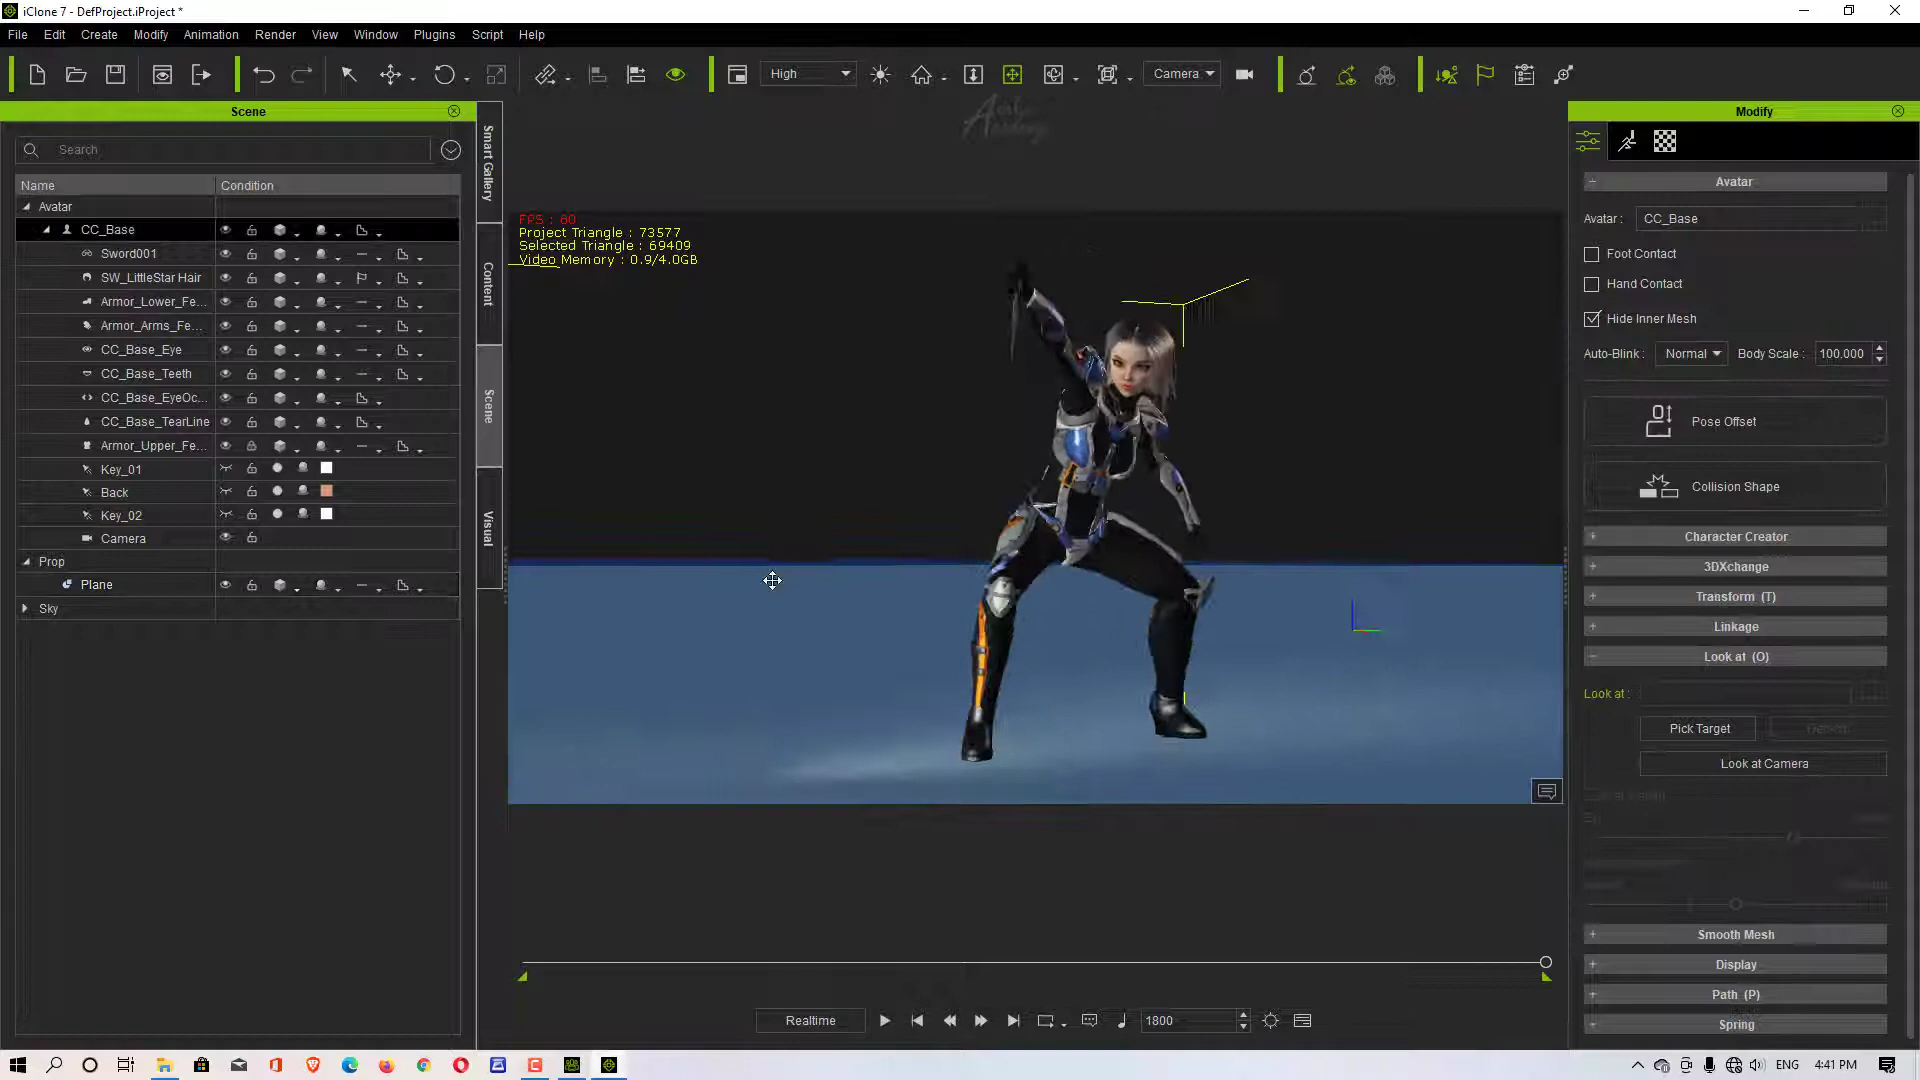 iClone 7 - DefProject.iProject *
File Edit Create Modify Animation Render View Window Plugins Script Help
High Camera
Scene
Search
Name Condition
Avatar
CC_Base
Sword001
SW_LittleStar Hair
Armor_Lower_Fe...
Armor_Arms_Fe...
CC_Base_Eye
CC_Base_Teeth
CC_Base_EyeOc...
CC_Base_TearLine
Armor_Upper_Fe...
Key_01
Back
Key_02
Camera
Prop
Plane
Sky
Smart Gallery
Content
Scene
Visual
FPS : 60
Project Triangle : 73577
Selected Triangle : 69409
Video Memory : 0.9/4.0GB
Modify
Avatar
Avatar : CC_Base
Foot Contact
Hand Contact
Hide Inner Mesh
Auto-Blink : Normal Body Scale : 100.000
Pose Offset
Collision Shape
Character Creator
3DXchange
Transform (T)
Linkage
Look at (O)
Look at :
Pick Target
Look at Camera
Smooth Mesh
Display
Path (P)
Spring
Realtime 1800
ENG 4:41 PM